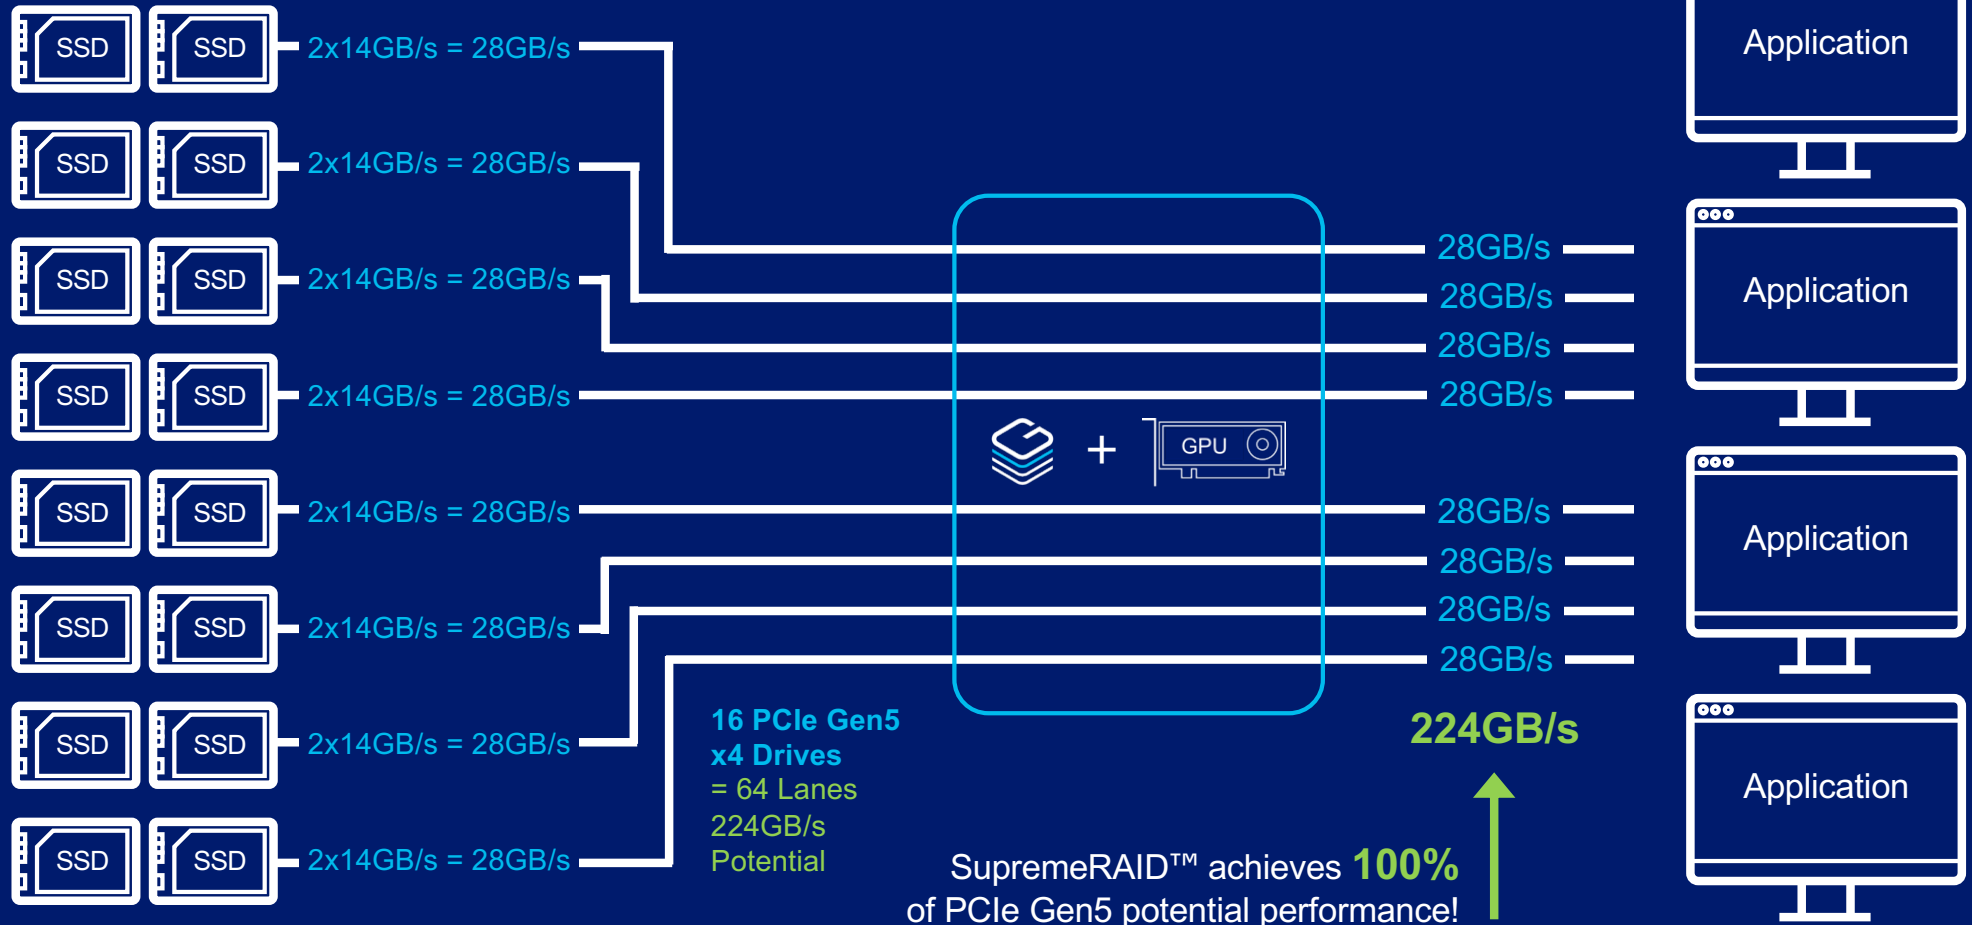 SSD SSD 2x14GB/s = 28GB/s
SSD SSD 2x14GB/s = 28GB/s
SSD SSD 2x14GB/s = 28GB/s
SSD SSD 2x14GB/s = 28GB/s
SSD SSD 2x14GB/s = 28GB/s
SSD SSD 2x14GB/s = 28GB/s
SSD SSD 2x14GB/s = 28GB/s
SSD SSD 2x14GB/s = 28GB/s
16 PCIe Gen5
x4 Drives
= 64 Lanes
224GB/s
Potential
+ GPU
28GB/s
28GB/s
28GB/s
28GB/s
28GB/s
28GB/s
28GB/s
28GB/s
224GB/s
SupremeRAID™ achieves 100%
of PCIe Gen5 potential performance!
Application
Application
Application
Application